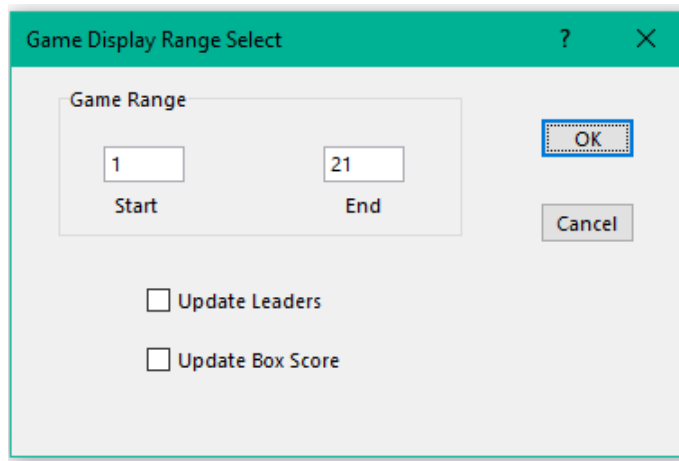 Game Display Range Select ?
Game Range
OK
1 21
Start End
Cancel
Update Leaders
Update Box Score